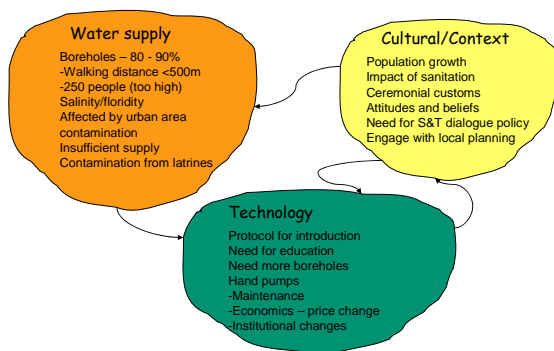 Water supply
Boreholes – 80 - 90%
-Walking distance <500m
-250 people (too high)
Salinity/floridity
Affected by urban area
contamination
Insufficient supply
Contamination from latrines
Cultural/Context
Population growth
Impact of sanitation
Ceremonial customs
Attitudes and beliefs
Need for S&T dialogue policy
Engage with local planning
Technology
Protocol for introduction
Need for education
Need more boreholes
Hand pumps
-Maintenance
-Economics – price change
-Institutional changes